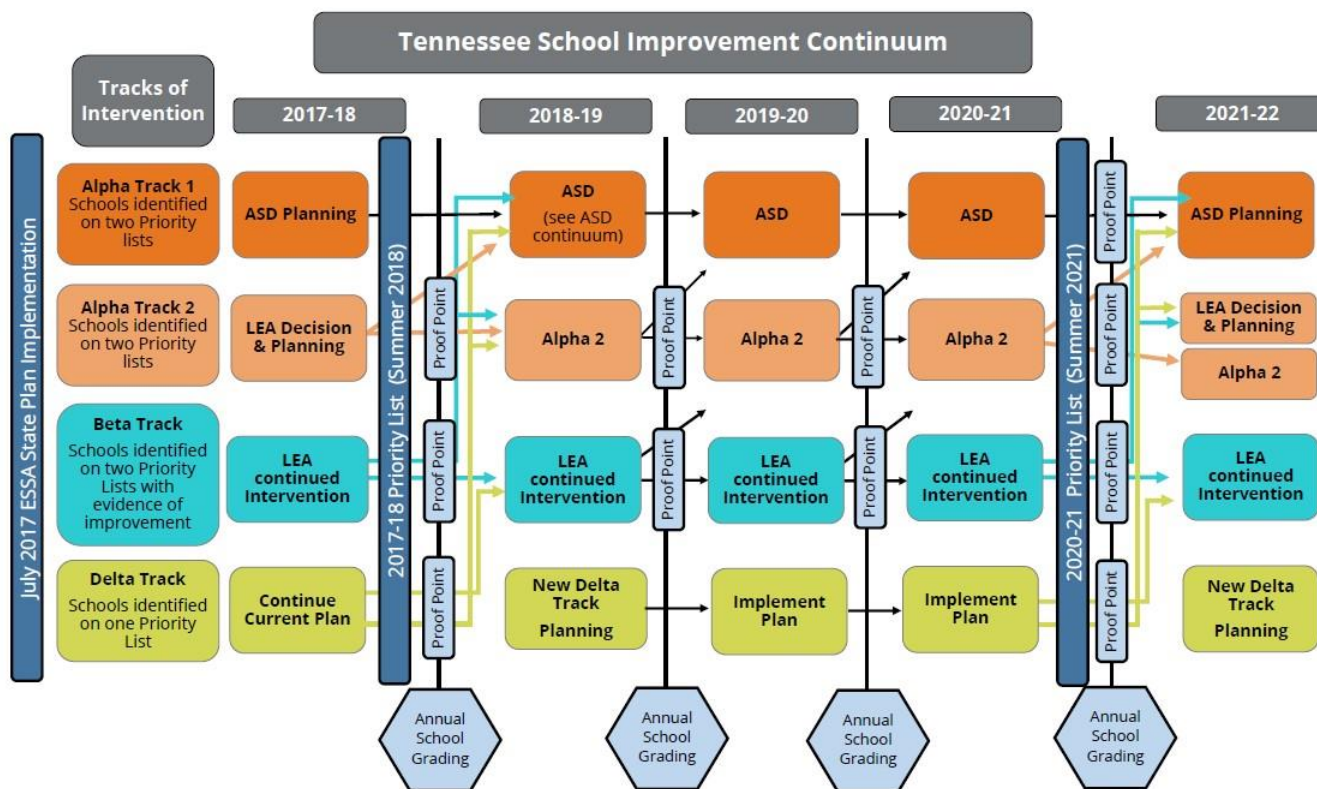 Tennessee School Improvement Continuum
Tracks of
Intervention
2017-18
2018-19
2019-20
2020-21
2021-22
July 2017 ESSA State Plan Implementation
Alpha Track 1
Schools identified
on two Priority
lists
ASD Planning
2017-18 Priority List (Summer 2018)
ASD
(see ASD
continuum)
ASD
ASD
2020-21 Priority List (Summer 2021)
Proof Point
ASD Planning
Alpha Track 2
Schools identified
on two Priority
lists
LEA Decision
& Planning
Proof Point
Alpha 2
Proof Point
Alpha 2
Proof Point
Alpha 2
Proof Point
LEA Decision
& Planning
Alpha 2
Beta Track
Schools identified
on two Priority
Lists with
evidence of
improvement
LEA
continued
Intervention
Proof Point
LEA
continued
Intervention
Proof Point
LEA
continued
Intervention
Proof Point
LEA
continued
Intervention
Proof Point
LEA
continued
Intervention
Delta Track
Schools identified
on one Priority
List
Continue
Current Plan
Proof Point
New Delta
Track
Planning
Implement
Plan
Implement
Plan
Proof Point
New Delta
Track
Planning
Annual
School
Grading
Annual
School
Grading
Annual
School
Grading
Annual
School
Grading